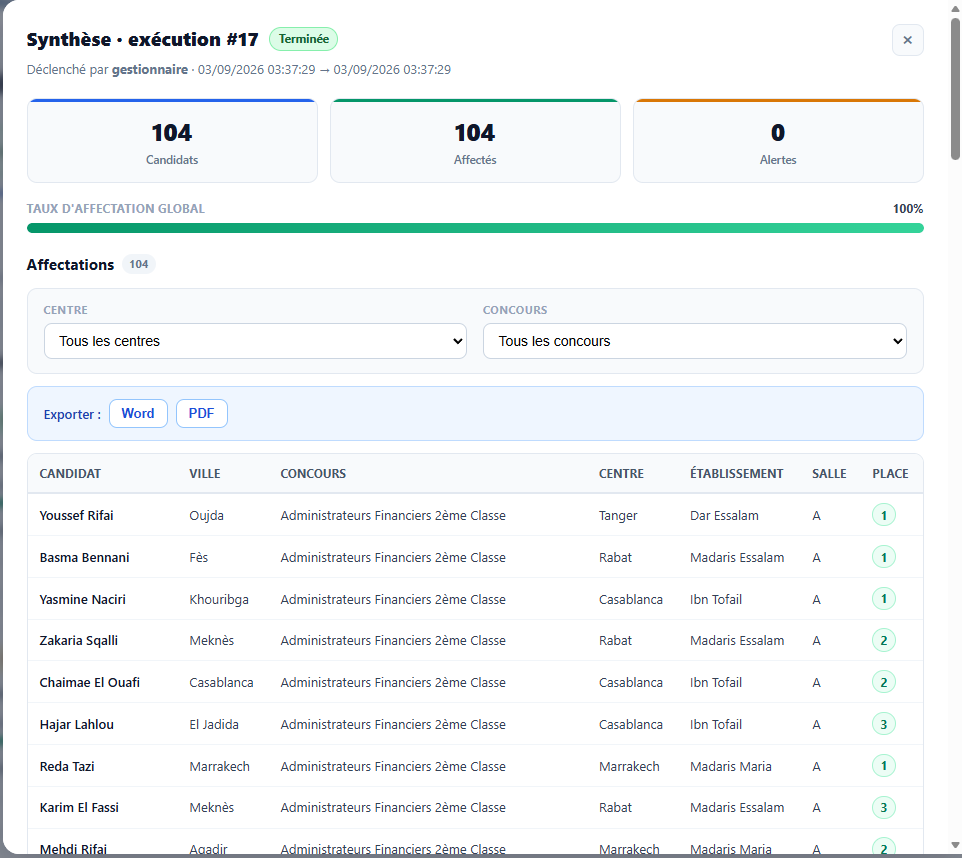 Synthèse · exécution #17 Terminée
×
Déclenché par gestionnaire · 03/09/2026 03:37:29 → 03/09/2026 03:37:29
104 104 0
Candidats Affectés Alertes
TAUX D'AFFECTATION GLOBAL 100%
Affectations 104
CENTRE CONCOURS
Tous les centres Tous les concours
Exporter : Word PDF
CANDIDAT VILLE CONCOURS CENTRE ÉTABLISSEMENT SALLE PLACE
Youssef Rifai Oujda Administrateurs Financiers 2ème Classe Tanger Dar Essalam A 1
Basma Bennani Fès Administrateurs Financiers 2ème Classe Rabat Madaris Essalam A 1
Yasmine Naciri Khouribga Administrateurs Financiers 2ème Classe Casablanca Ibn Tofail A 1
Zakaria Sqalli Meknès Administrateurs Financiers 2ème Classe Rabat Madaris Essalam A 2
Chaimae El Ouafi Casablanca Administrateurs Financiers 2ème Classe Casablanca Ibn Tofail A 2
Hajar Lahlou El Jadida Administrateurs Financiers 2ème Classe Casablanca Ibn Tofail A 3
Reda Tazi Marrakech Administrateurs Financiers 2ème Classe Marrakech Madaris Maria A 1
Karim El Fassi Meknès Administrateurs Financiers 2ème Classe Rabat Madaris Essalam A 3
Mehdi Rifai Agadir Administrateurs Financiers 2ème Classe Marrakech Madaris Maria A 2